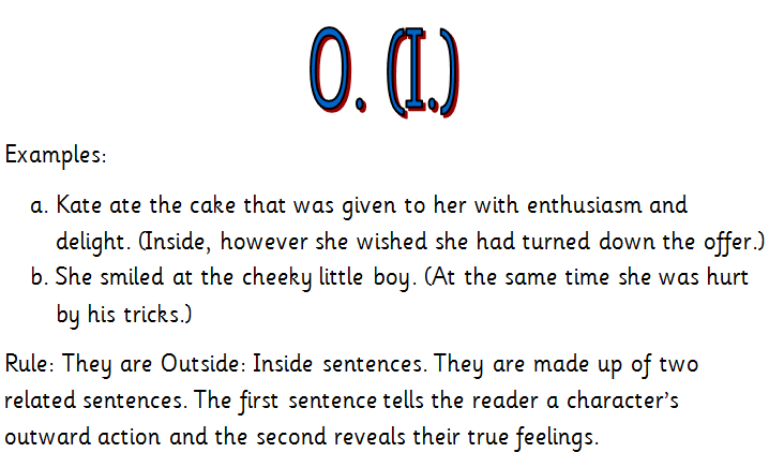 O. (I.)
Examples:
a. Kate ate the cake that was given to her with enthusiasm and
delight. (Inside, however she wished she had turned down the offer.)
b. She smiled at the cheeky little boy. (At the same time she was hurt
by his tricks.)
Rule: They are Outside: Inside sentences. They are made up of two
related sentences. The first sentence tells the reader a character's
outward action and the second reveals their true feelings.